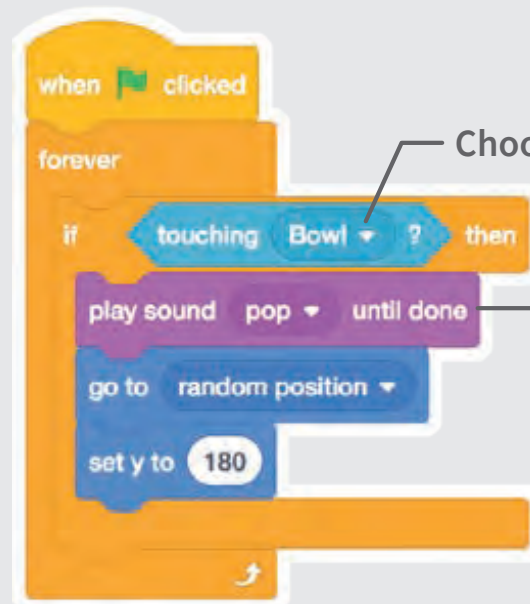 when clicked
forever
Choo
if touching Bowl ? then
play sound pop until done
go to random position
set y to 180